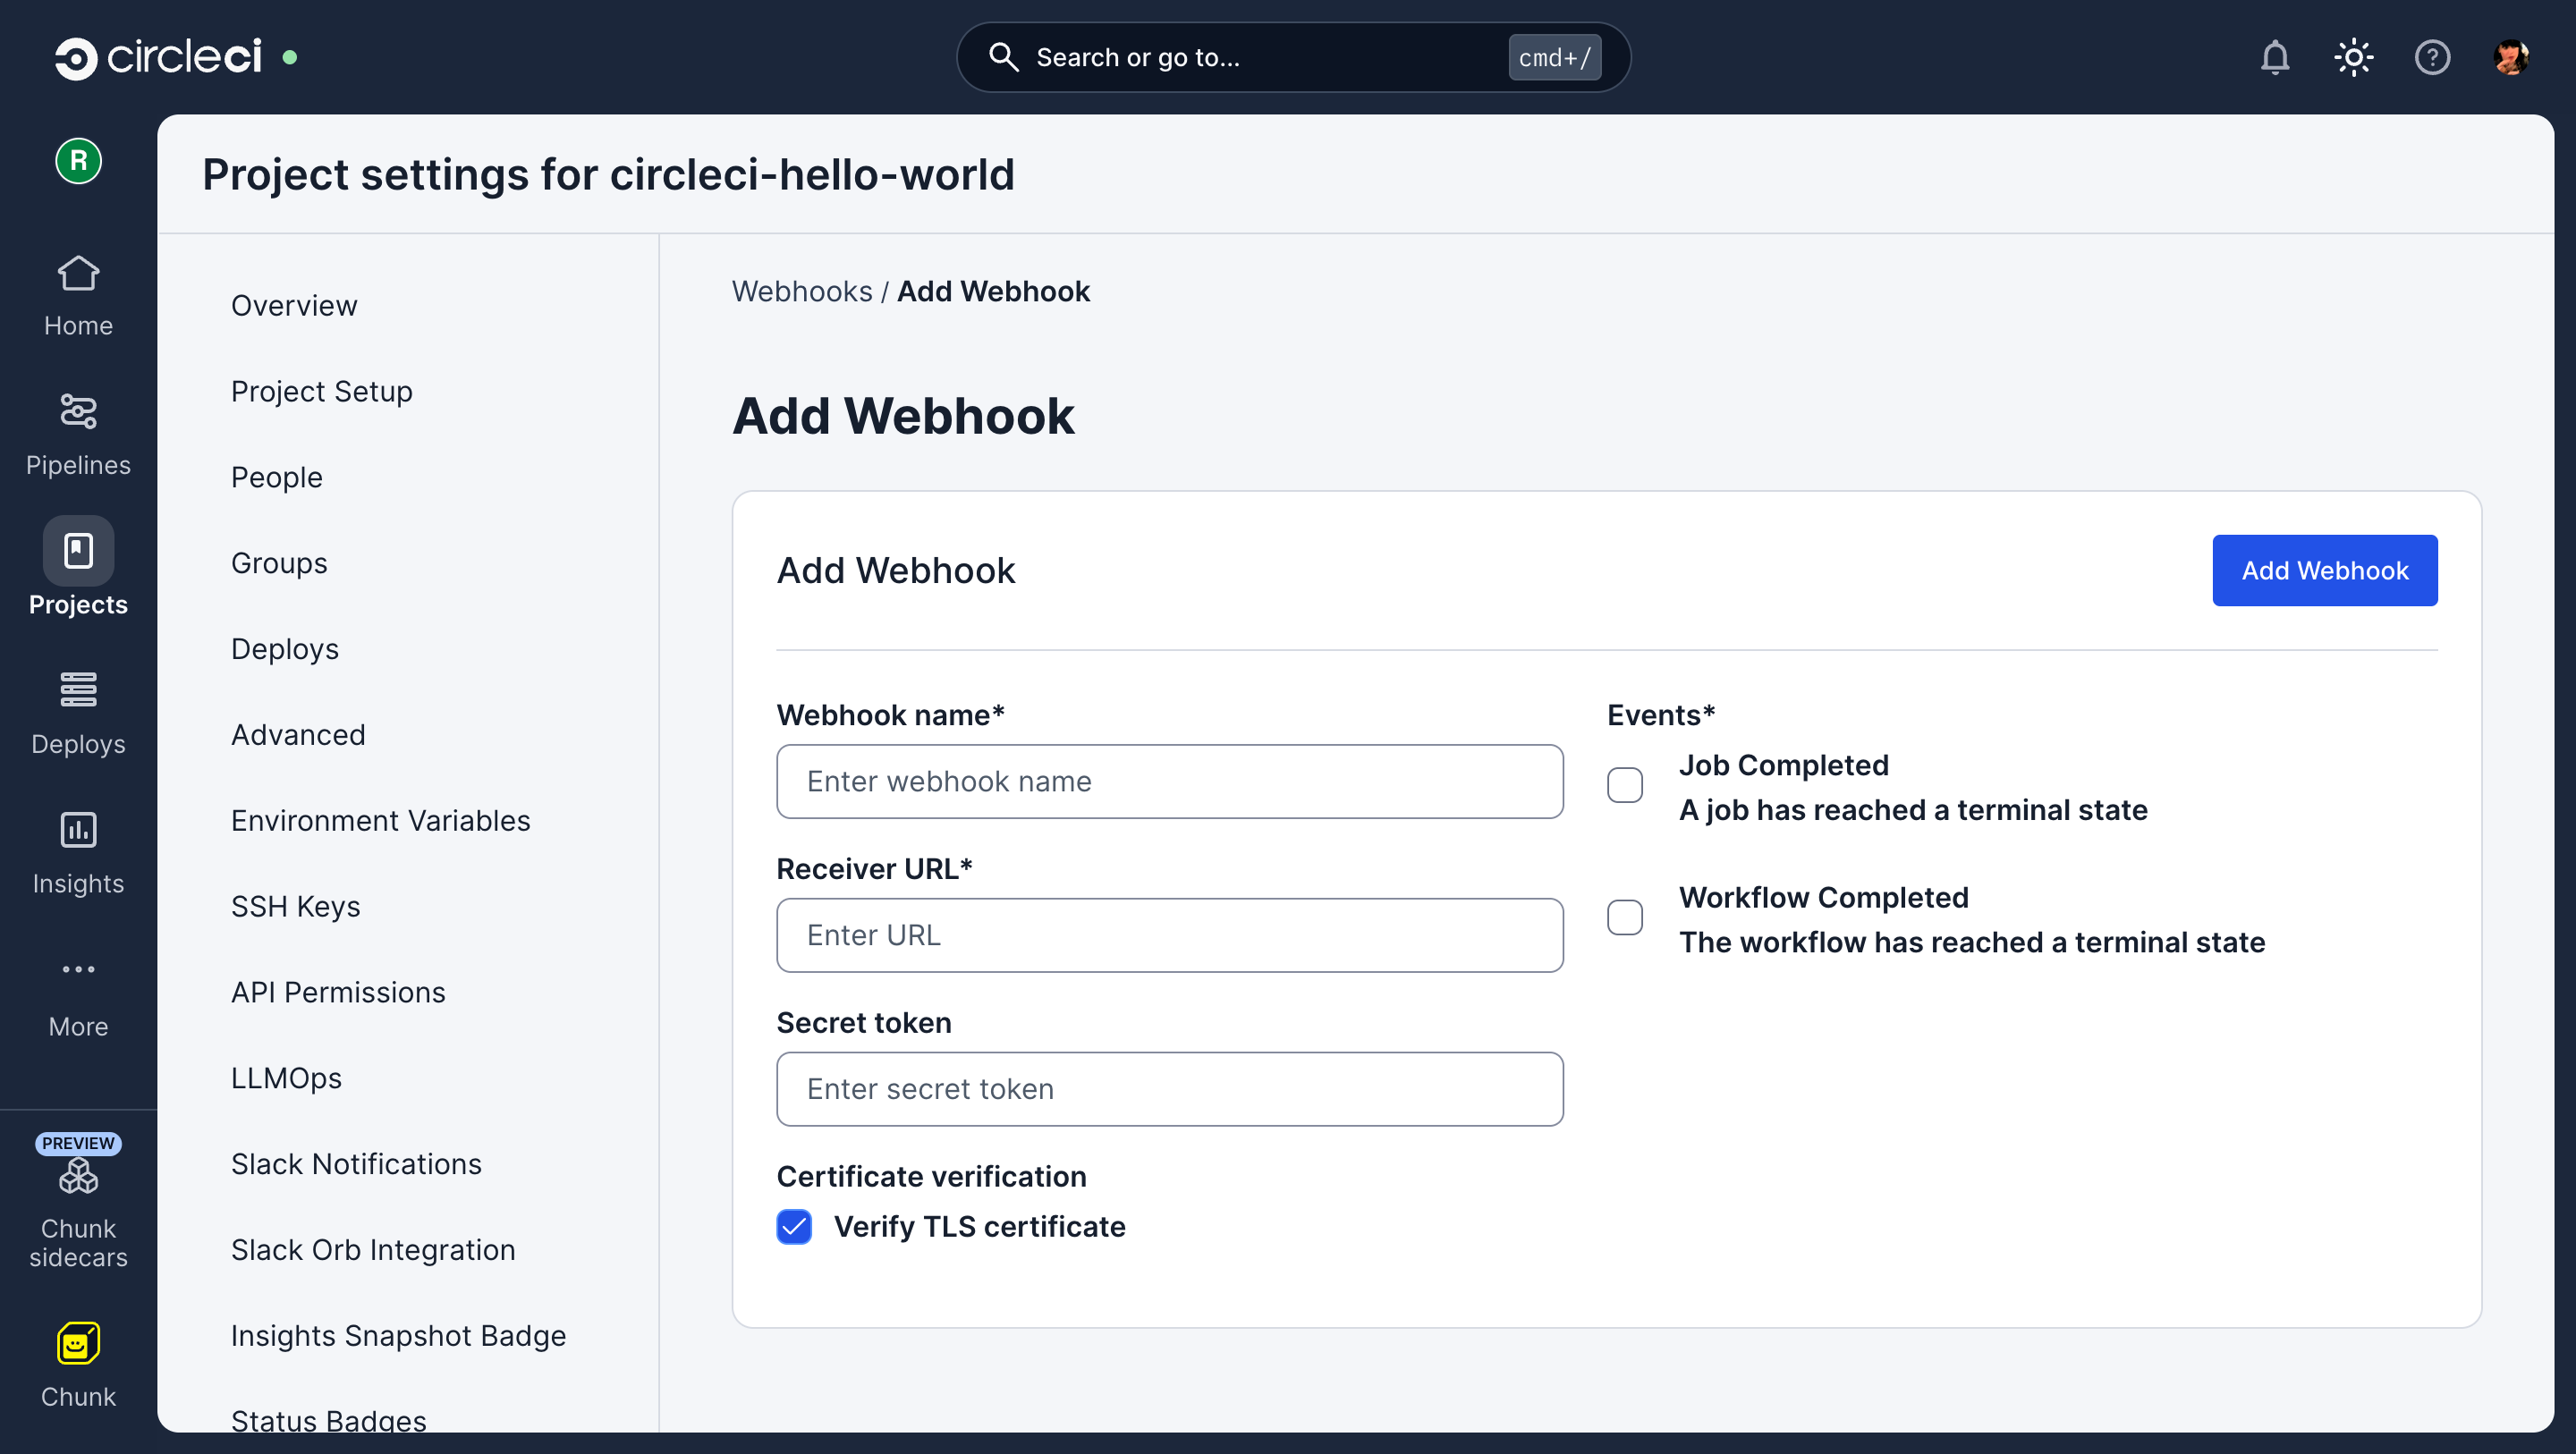 circleci
Search or go to...
cmd+/
R
Home
Pipelines
Projects
Deploys
Insights
More
PREVIEW
Chunk
sidecars
Chunk
Project settings for circleci-hello-world
Overview
Project Setup
People
Groups
Deploys
Advanced
Environment Variables
SSH Keys
API Permissions
LLMOps
Slack Notifications
Slack Orb Integration
Insights Snapshot Badge
Status Badges
Webhooks / Add Webhook
Add Webhook
Add Webhook
Add Webhook
Webhook name*
Enter webhook name
Receiver URL*
Enter URL
Secret token
Enter secret token
Certificate verification
Verify TLS certificate
Events*
Job Completed
A job has reached a terminal state
Workflow Completed
The workflow has reached a terminal state